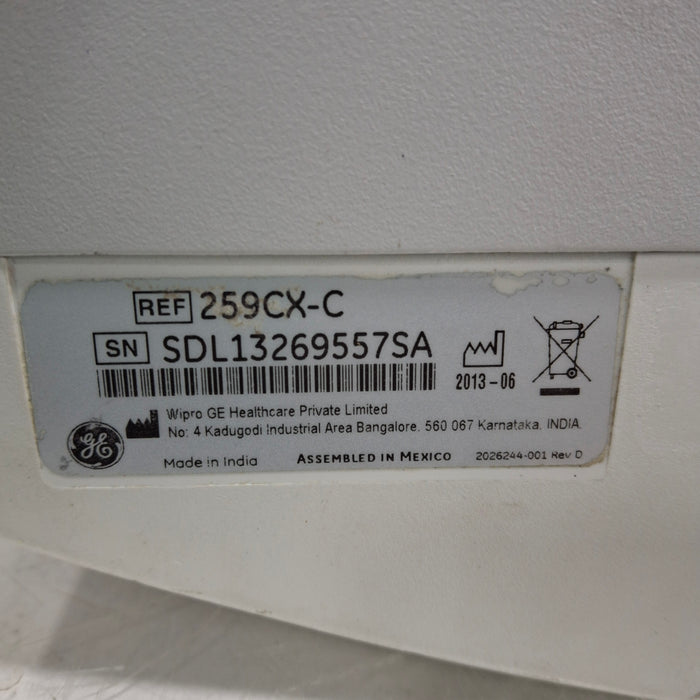 REF 259CX-C
SN SDL13269557SA
2013-06
Wipro GE Healthcare Private Limited
No: 4 Kadugodi Industrial Area Bangalore. 560 067 Karnataka. INDIA.
GE
Made in India ASSEMBLED IN MEXICO 2026244-001 Rev D